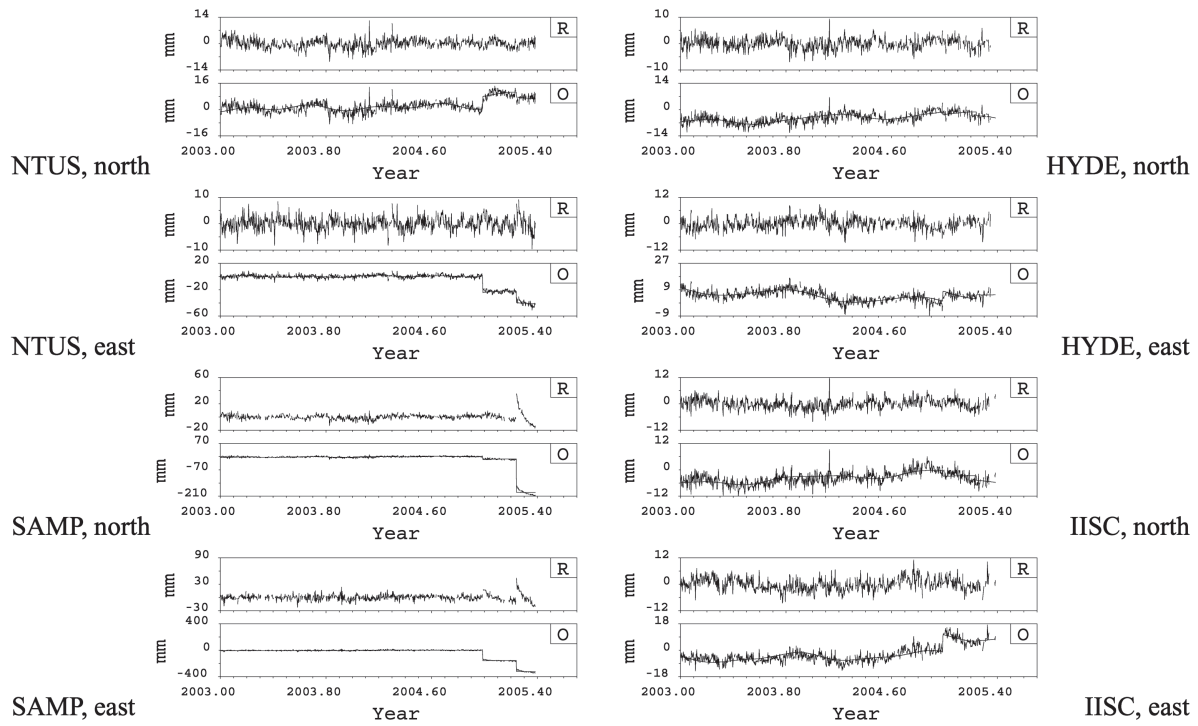 14
mm
0
-14
R
16
mm
0
-16
O
2003.00 2003.80 2004.60 2005.40
NTUS, north
Year
10
mm
0
-10
R
14
mm
0
-14
O
2003.00 2003.80 2004.60 2005.40
Year
HYDE, north
10
mm
0
-10
R
20
mm
-20
-60
O
2003.00 2003.80 2004.60 2005.40
NTUS, east
Year
12
mm
0
-12
R
27
mm
9
-9
O
2003.00 2003.80 2004.60 2005.40
Year
HYDE, east
60
mm
20
-20
R
70
mm
-70
-210
O
2003.00 2003.80 2004.60 2005.40
SAMP, north
Year
12
mm
0
-12
R
12
mm
0
-12
O
2003.00 2003.80 2004.60 2005.40
Year
IISC, north
90
mm
30
-30
R
400
mm
0
-400
O
2003.00 2003.80 2004.60 2005.40
SAMP, east
Year
12
mm
0
-12
R
18
mm
0
-18
O
2003.00 2003.80 2004.60 2005.40
Year
IISC, east